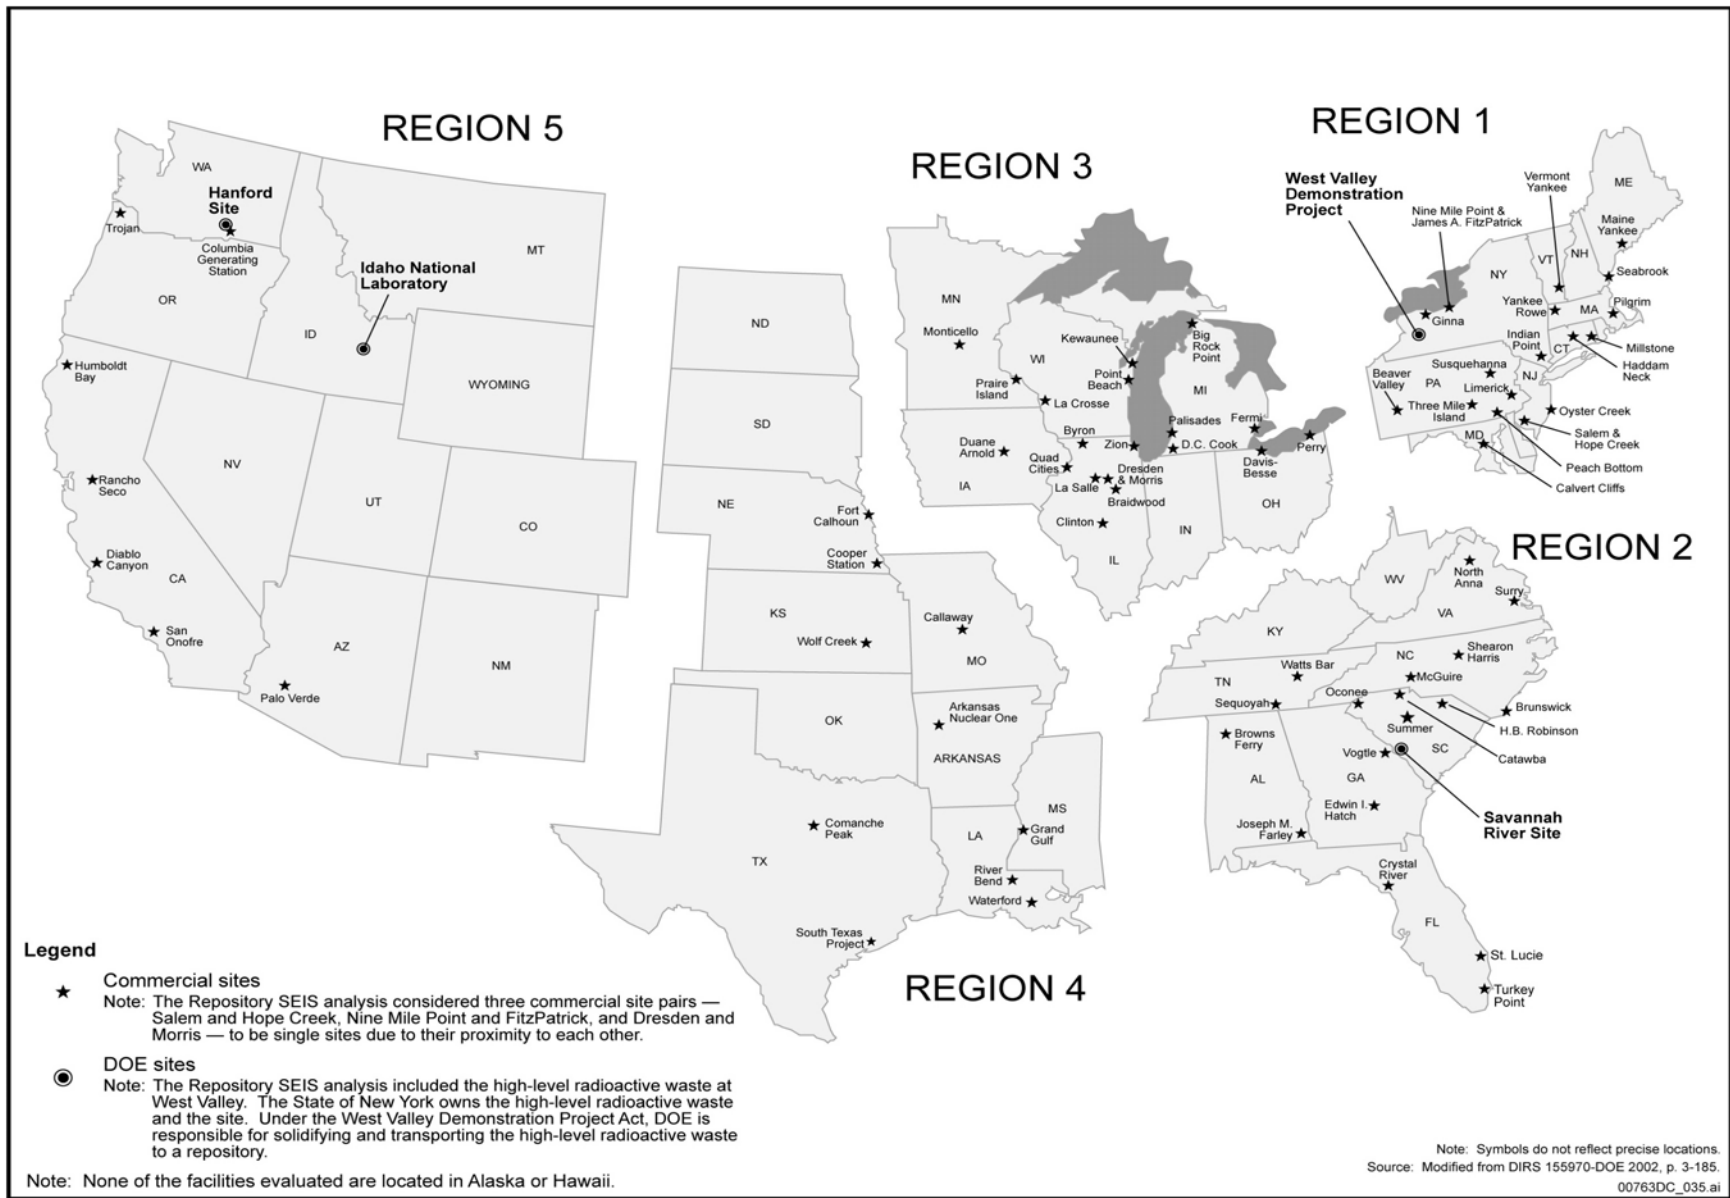 REGION 5
WA
Hanford
Site
Trojan
Columbia
Generating
Station
MT
Idaho National
Laboratory
OR
ID
WYOMING
Humboldt
Bay
NV
UT
CO
Rancho
Seco
Diablo
Canyon
CA
San
Onofre
AZ
NM
Palo Verde
REGION 3
MN
Monticello
Kewaunee
Big
Rock
Point
WI
Point
Beach
Praire
Island
MI
La Crosse
Palisades
Fermi
Byron
Zion
D.C. Cook
Perry
Duane
Arnold
Quad
Cities
Davis-
Besse
Dresden
& Morris
La Salle
Braidwood
IA
OH
Clinton
IN
IL
REGION 1
West Valley
Demonstration
Project
Vermont
Yankee
ME
Nine Mile Point &
James A. FitzPatrick
Maine
Yankee
NY
VT
NH
Seabrook
Yankee
Rowe
MA
Pilgrim
Ginna
Indian
Point
CT
Millstone
Haddam
Neck
Susquehanna
Beaver
Valley
PA
NJ
Limerick
Three Mile
Island
Oyster Creek
MD
Salem &
Hope Creek
Peach Bottom
Calvert Cliffs
REGION 2
WV
North
Anna
Surry
VA
KY
NC
Shearon
Harris
Watts Bar
TN
McGuire
Oconee
Sequoyah
Brunswick
H.B. Robinson
Summer
Browns
Ferry
Vogtle
SC
Catawba
AL
GA
Edwin I.
Hatch
Savannah
River Site
Joseph M.
Farley
Crystal
River
FL
St. Lucie
Turkey
Point
ND
SD
NE
Fort
Calhoun
Cooper
Station
KS
Callaway
Wolf Creek
MO
OK
Arkansas
Nuclear One
ARKANSAS
MS
Comanche
Peak
LA
Grand
Gulf
TX
River
Bend
Waterford
South Texas
Project
REGION 4
Legend
Commercial sites
Note: The Repository SEIS analysis considered three commercial site pairs —
Salem and Hope Creek, Nine Mile Point and FitzPatrick, and Dresden and
Morris — to be single sites due to their proximity to each other.
DOE sites
Note: The Repository SEIS analysis included the high-level radioactive waste at
West Valley. The State of New York owns the high-level radioactive waste
and the site. Under the West Valley Demonstration Project Act, DOE is
responsible for solidifying and transporting the high-level radioactive waste
to a repository.
Note: None of the facilities evaluated are located in Alaska or Hawaii.
Note: Symbols do not reflect precise locations.
Source: Modified from DIRS 155970-DOE 2002, p. 3-185.
00763DC_035.ai